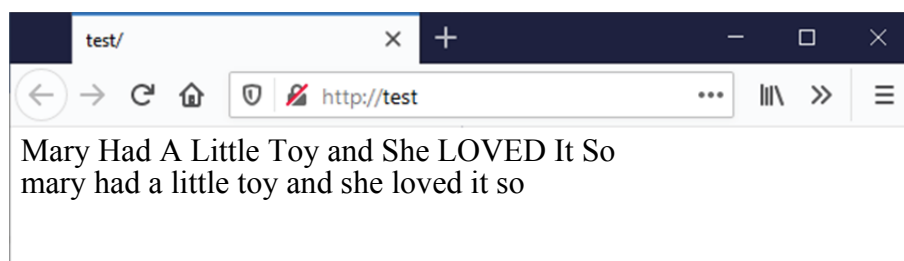 test/
http://test
Mary Had A Little Toy and She LOVED It So
mary had a little toy and she loved it so